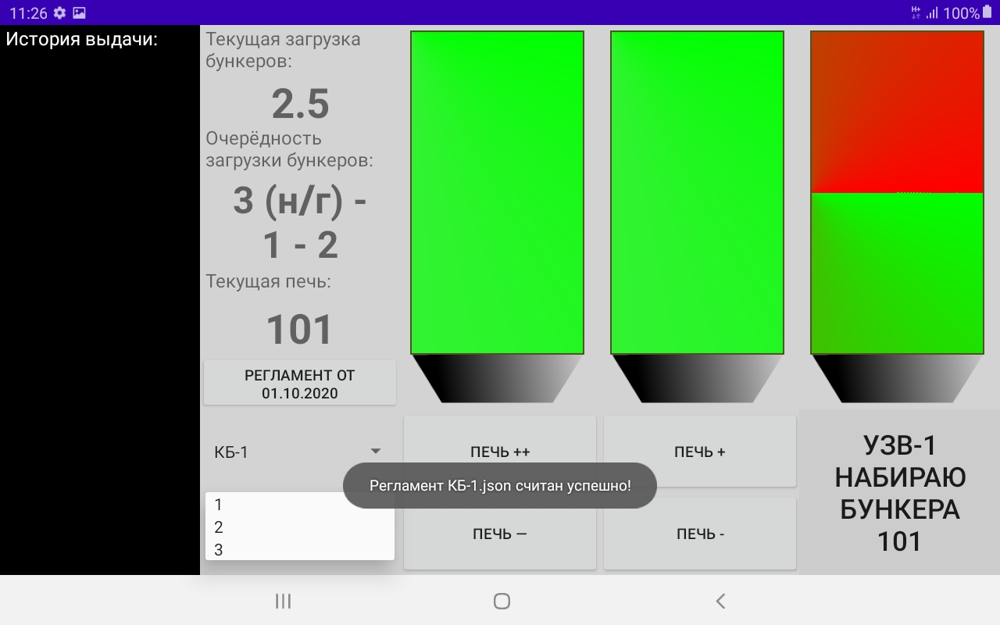 11:26
H+ 100%
История выдачи:
Текущая загрузка
бункеров:
2.5
Очерёдность
загрузки бункеров:
3 (н/г) -
1 - 2
Текущая печь:
101
РЕГЛАМЕНТ ОТ
01.10.2020
КБ-1
1
2
3
ПЕЧЬ ++
ПЕЧЬ +
Регламент КБ-1.json считан успешно!
ПЕЧЬ —
ПЕЧЬ -
УЗВ-1
НАБИРАЮ
БУНКЕРА
101